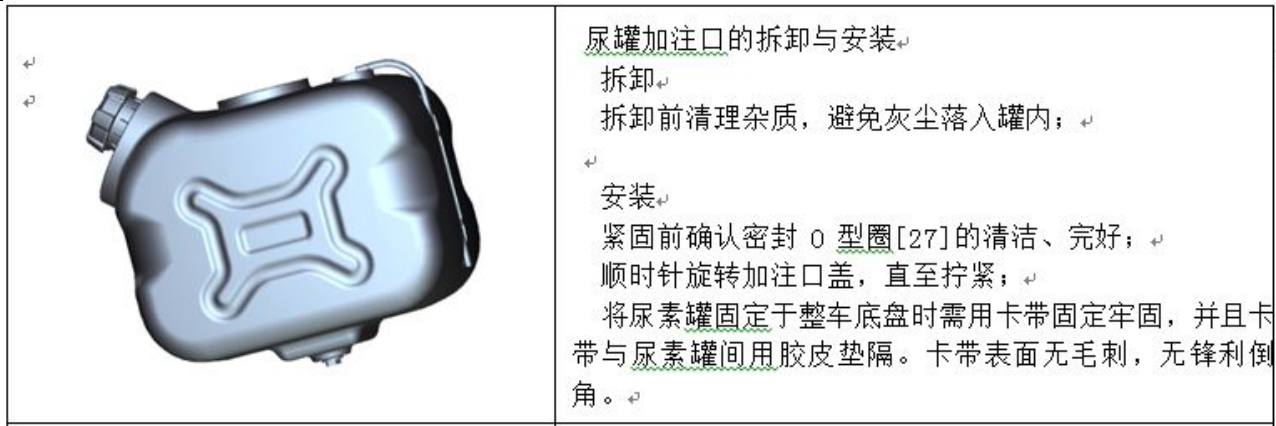 尿罐加注口的拆卸与安装
拆卸
拆卸前清理杂质，避免灰尘落入罐内；
安装
紧固前确认密封 O 型圈[27]的清洁、完好；
顺时针旋转加注口盖，直至拧紧；
将尿素罐固定于整车底盘时需用卡带固定牢固，并且卡
带与尿素罐间用胶皮垫隔。卡带表面无毛刺，无锋利倒
角。